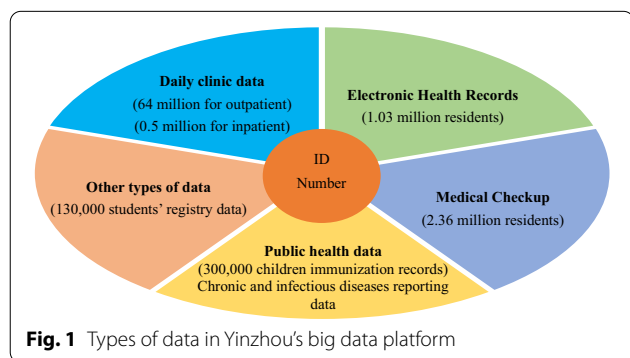 Daily clinic data
(64 million for outpatient)
(0.5 million for inpatient)
Electronic Health Records
(1.03 million residents)
ID
Number
Other types of data
(130,000 students’ registry data)
Medical Checkup
(2.36 million residents)
Public health data
(300,000 children immunization records)
Chronic and infectious diseases reporting
data
Fig. 1 Types of data in Yinzhou’s big data platform